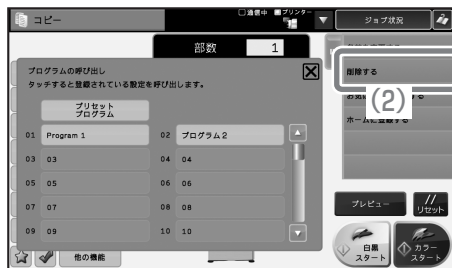 コピー
□通信中
プリンター
ジョブ状況
部数 1
プログラムの呼び出し
タッチすると登録されている設定を呼び出します。
プリセット
プログラム
01 Program 1 02 プログラム2
03 03 04 04
05 05 06 06
07 07 08 08
09 09 10 10
削除する
(2)
ホームに登録する
プレビュー
//
リセット
他の機能
白黒
スタート
カラー
スタート